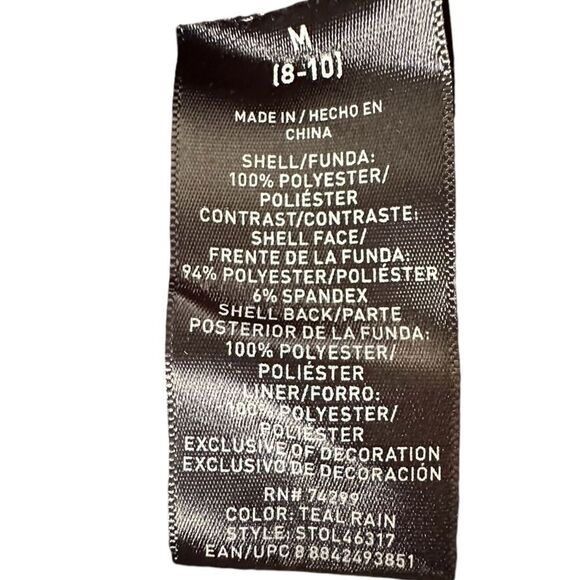 M
(8-10)
MADE IN/HECHO EN
CHINA
SHELL/FUNDA:
100% POLYESTER/
POLIÉSTER
CONTRAST/CONTRASTE:
SHELL FACE/
FRENTE DE LA FUNDA:
94% POLYESTER/POLIÉSTER
6% SPANDEX
SHELL BACK/PARTE
POSTERIOR DE LA FUNDA:
100% POLYESTER/
POLIÉSTER
LINER/FORRO:
100% POLYESTER/
POLIÉSTER
EXCLUSIVE OF DECORATION
EXCLUSIVO DE DECORACIÓN
RN# 74299
COLOR: TEAL RAIN
STYLE: STOL46317
EAN/UPC 8 8842493851